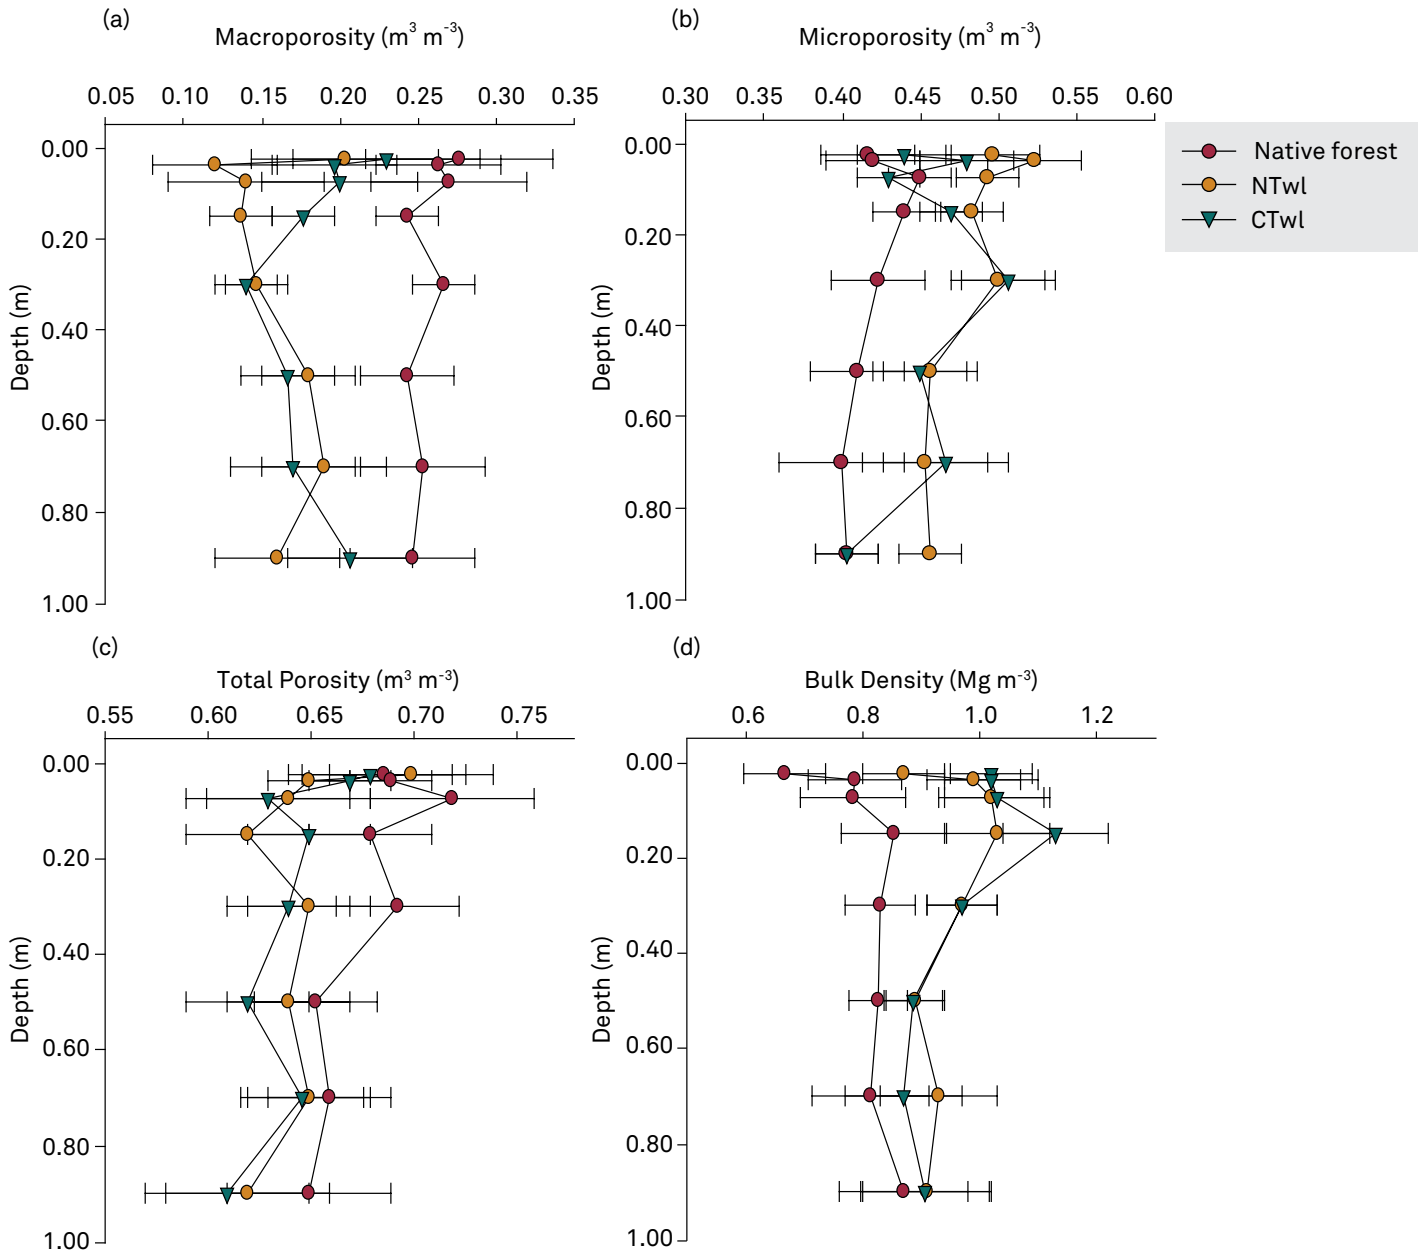 (a)
Macroporosity (m³ m⁻³)
0.05 0.10 0.15 0.20 0.25 0.30 0.35
0.00
0.20
0.40
0.60
0.80
1.00
Depth (m)
(b)
Microporosity (m³ m⁻³)
0.30 0.35 0.40 0.45 0.50 0.55 0.60
0.00
0.20
0.40
0.60
0.80
1.00
Depth (m)
Native forest
NTwl
CTwl
(c)
Total Porosity (m³ m⁻³)
0.55 0.60 0.65 0.70 0.75
0.00
0.20
0.40
0.60
0.80
1.00
Depth (m)
(d)
Bulk Density (Mg m⁻³)
0.6 0.8 1.0 1.2
0.00
0.20
0.40
0.60
0.80
1.00
Depth (m)